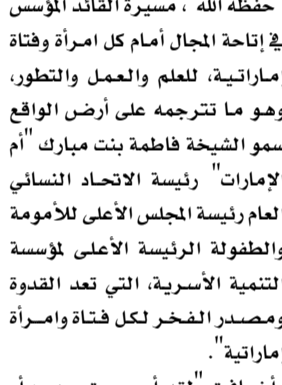 حفظه الله ، مسيرة القائد المؤسس
في إتاحة المجال أمام كل امرأة وفتاة
إماراتية، للعلم والعمل والتطور،
وهو ما تترجمه على أرض الواقع
سمو الشيخة فاطمة بنت مبارك "أم
الإمارات" رئيسة الاتحاد النسائي
العام رئيسة المجلس الأعلى للأمومة
والطفولة الرئيسة الأعلى لمؤسسة
التنمية الأسرية، التي تعد القدوة
ومصدر الفخر لكل فتاة وامرأة
إماراتية".